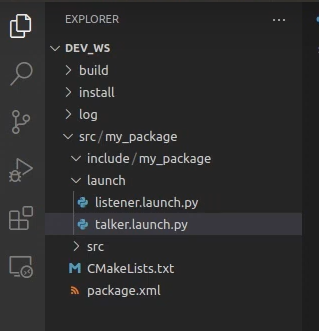 EXPLORER
DEV_WS
build
install
log
src/my_package
include/my_package
launch
listener.launch.py
talker.launch.py
src
CMakeLists.txt
package.xml